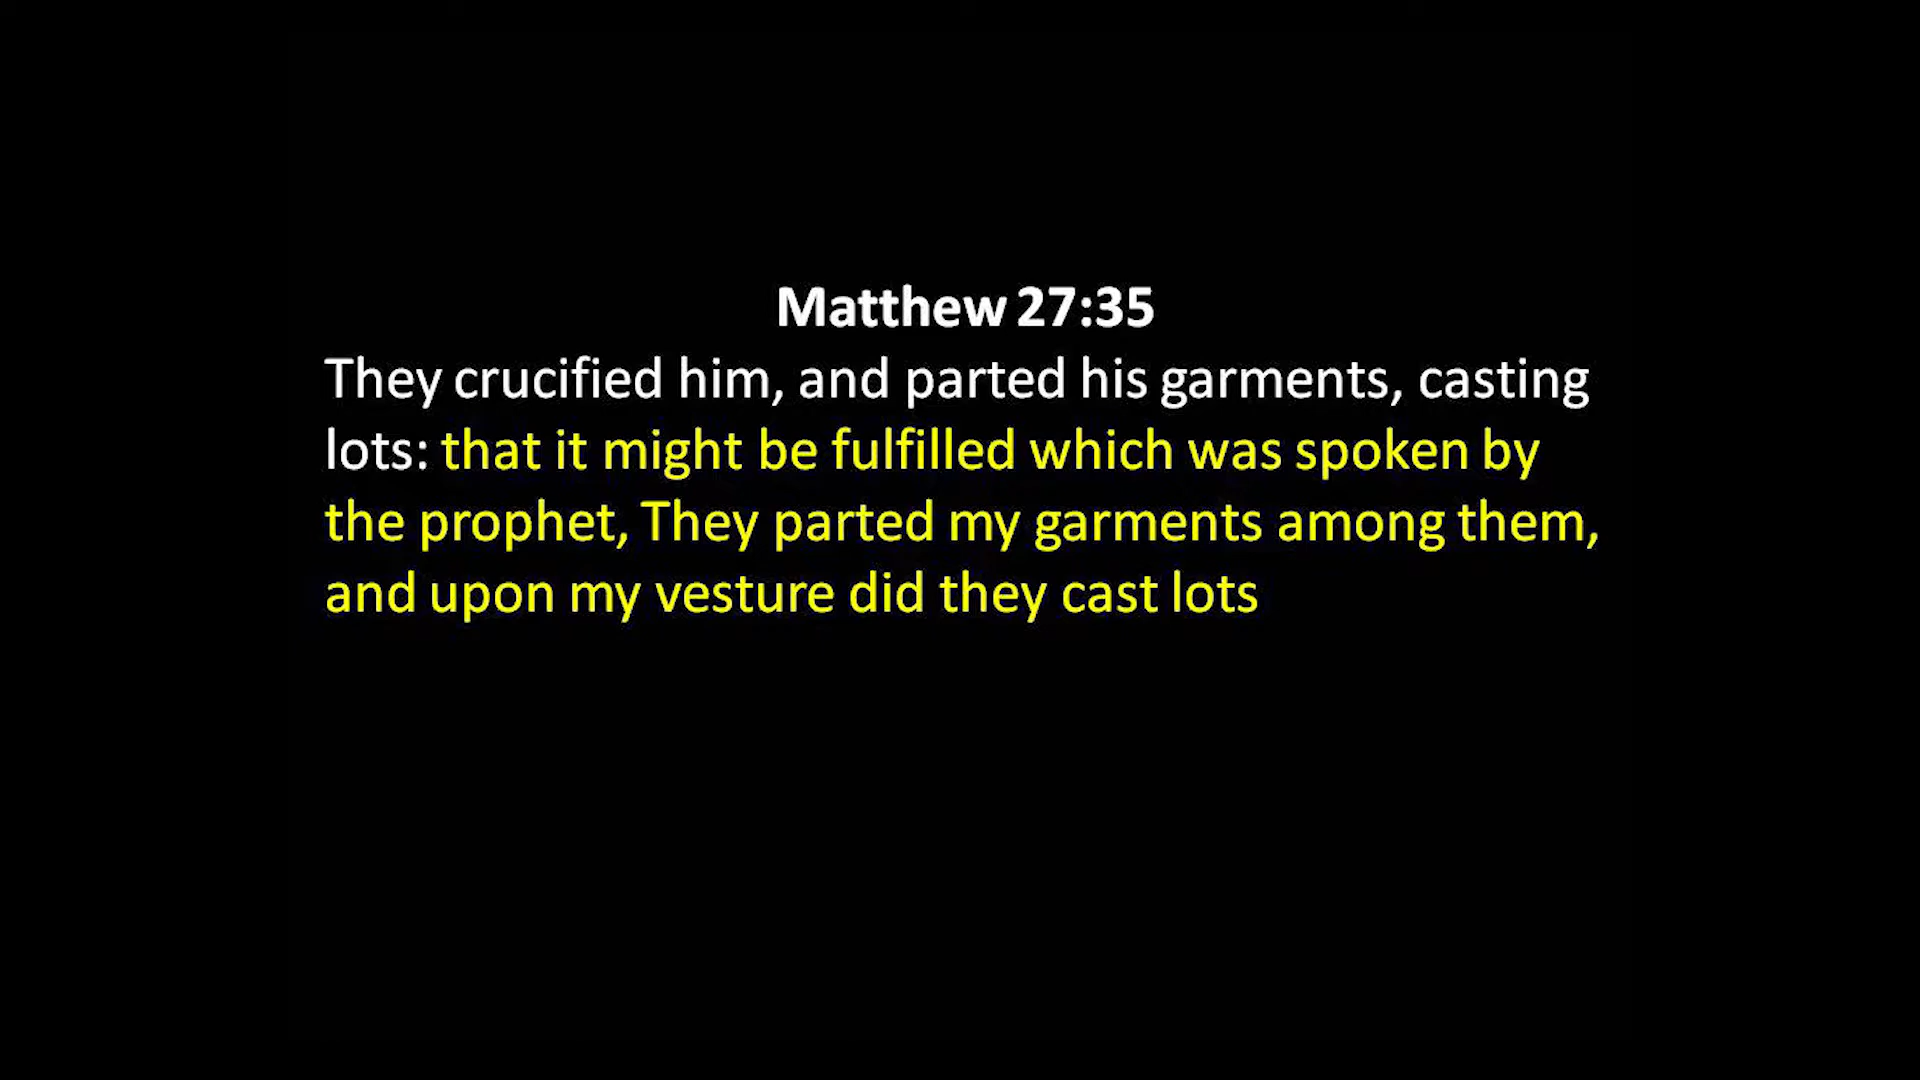 Matthew 27:35
They crucified him, and parted his garments, casting
lots: that it might be fulfilled which was spoken by
the prophet, They parted my garments among them,
and upon my vesture did they cast lots